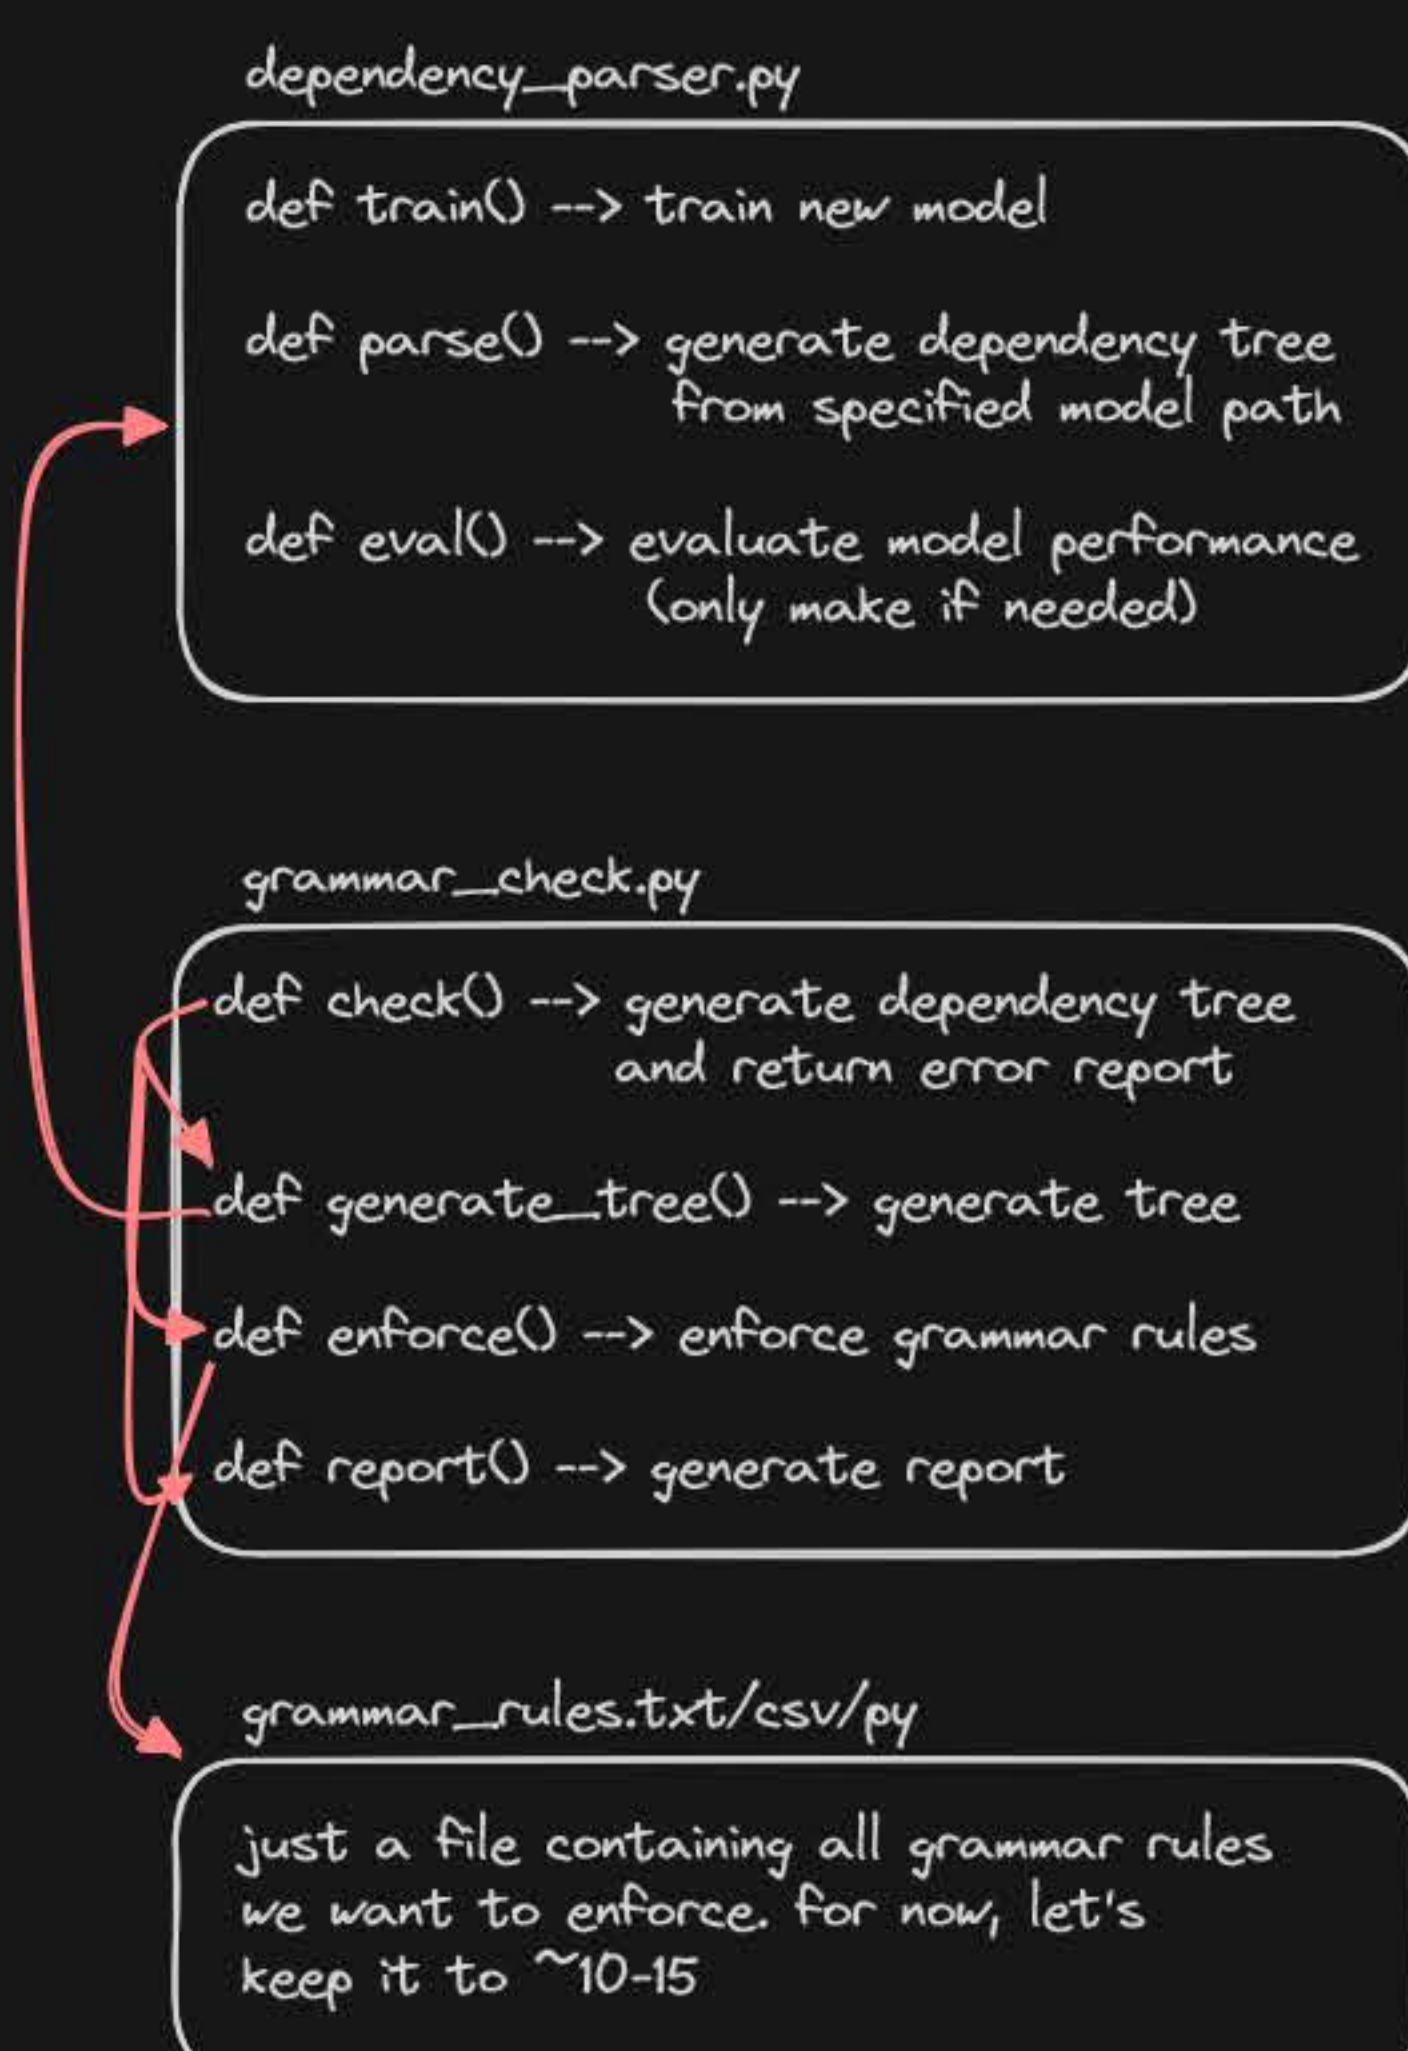 dependency_parser.py
def train() --> train new model
def parse() --> generate dependency tree
from specified model path
def eval() --> evaluate model performance
(only make if needed)
grammar_check.py
def check() --> generate dependency tree
and return error report
def generate_tree() --> generate tree
def enforce() --> enforce grammar rules
def report() --> generate report
grammar_rules.txt/csv/py
just a file containing all grammar rules
we want to enforce. for now, let's
keep it to ~10-15